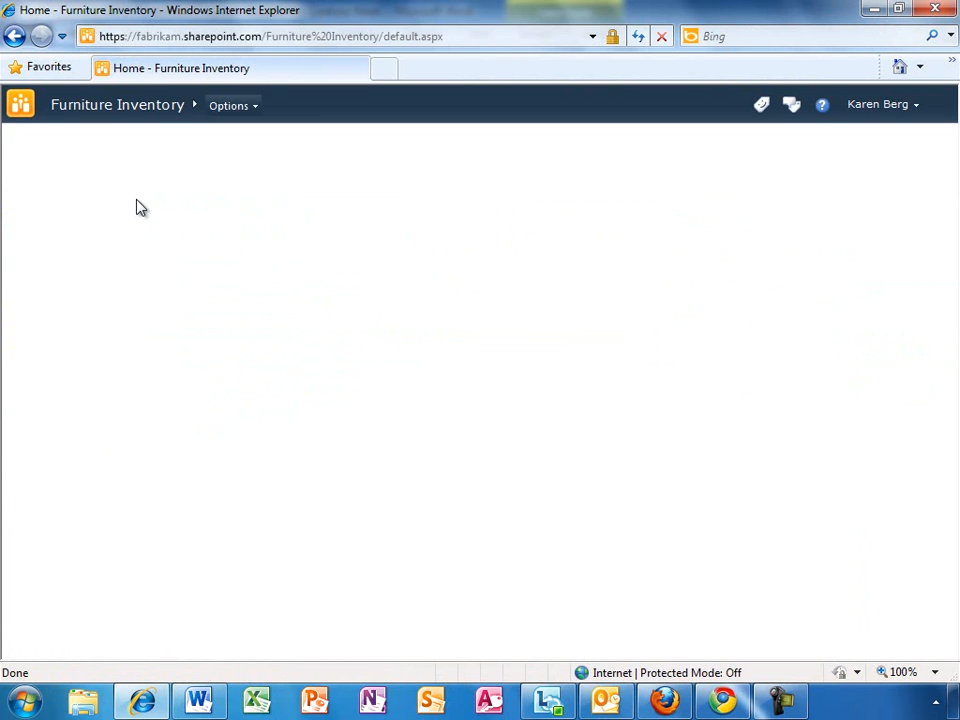 Home - Furniture Inventory - Windows Internet Explorer
https://fabrikam.sharepoint.com/Furniture%20Inventory/default.aspx
Bing
Favorites
Home - Furniture Inventory
Furniture Inventory
Options
Karen Berg
Done
Internet | Protected Mode: Off
100%